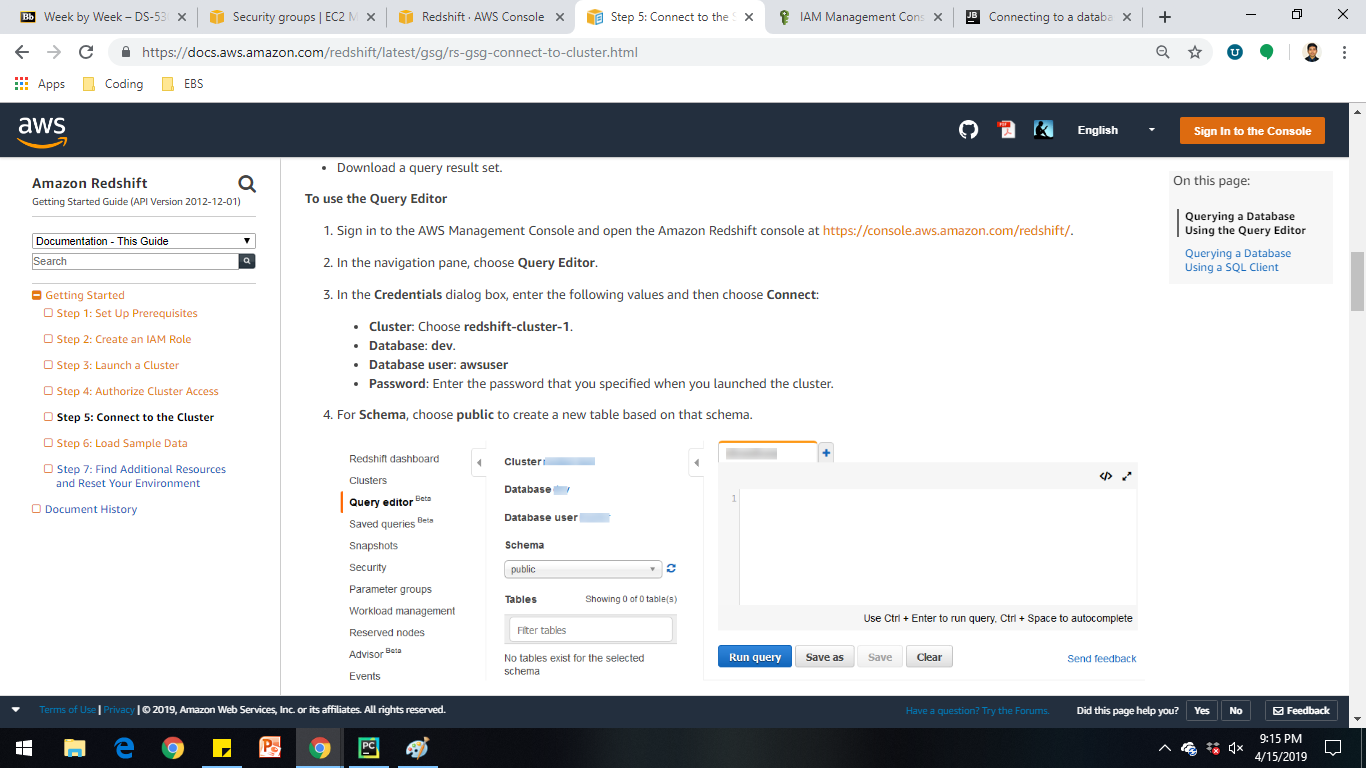 Week by Week – DS-53
Security groups | EC2 M
Redshift · AWS Console
Step 5: Connect to the S
IAM Management Cons
Connecting to a databa
https://docs.aws.amazon.com/redshift/latest/gsg/rs-gsg-connect-to-cluster.html
Apps
Coding
EBS
aws
English
Sign In to the Console
Amazon Redshift
Getting Started Guide (API Version 2012-12-01)
Documentation - This Guide
Search
Getting Started
Step 1: Set Up Prerequisites
Step 2: Create an IAM Role
Step 3: Launch a Cluster
Step 4: Authorize Cluster Access
Step 5: Connect to the Cluster
Step 6: Load Sample Data
Step 7: Find Additional Resources
and Reset Your Environment
Document History
• Download a query result set.
To use the Query Editor
1. Sign in to the AWS Management Console and open the Amazon Redshift console at https://console.aws.amazon.com/redshift/.
2. In the navigation pane, choose Query Editor.
3. In the Credentials dialog box, enter the following values and then choose Connect:
• Cluster: Choose redshift-cluster-1.
• Database: dev.
• Database user: awsuser
• Password: Enter the password that you specified when you launched the cluster.
4. For Schema, choose public to create a new table based on that schema.
Redshift dashboard
Clusters
Query editor Beta
Saved queries Beta
Snapshots
Security
Parameter groups
Workload management
Reserved nodes
Advisor Beta
Events
Cluster
Database
Database user
Schema
public
Tables Showing 0 of 0 table(s)
Filter tables
No tables exist for the selected
schema
1
Use Ctrl + Enter to run query, Ctrl + Space to autocomplete
Run query Save as Save Clear
Send feedback
On this page:
Querying a Database
Using the Query Editor
Querying a Database
Using a SQL Client
Terms of Use | Privacy | © 2019, Amazon Web Services, Inc. or its affiliates. All rights reserved.
Have a question? Try the Forums.
Did this page help you? Yes No Feedback
9:15 PM
4/15/2019